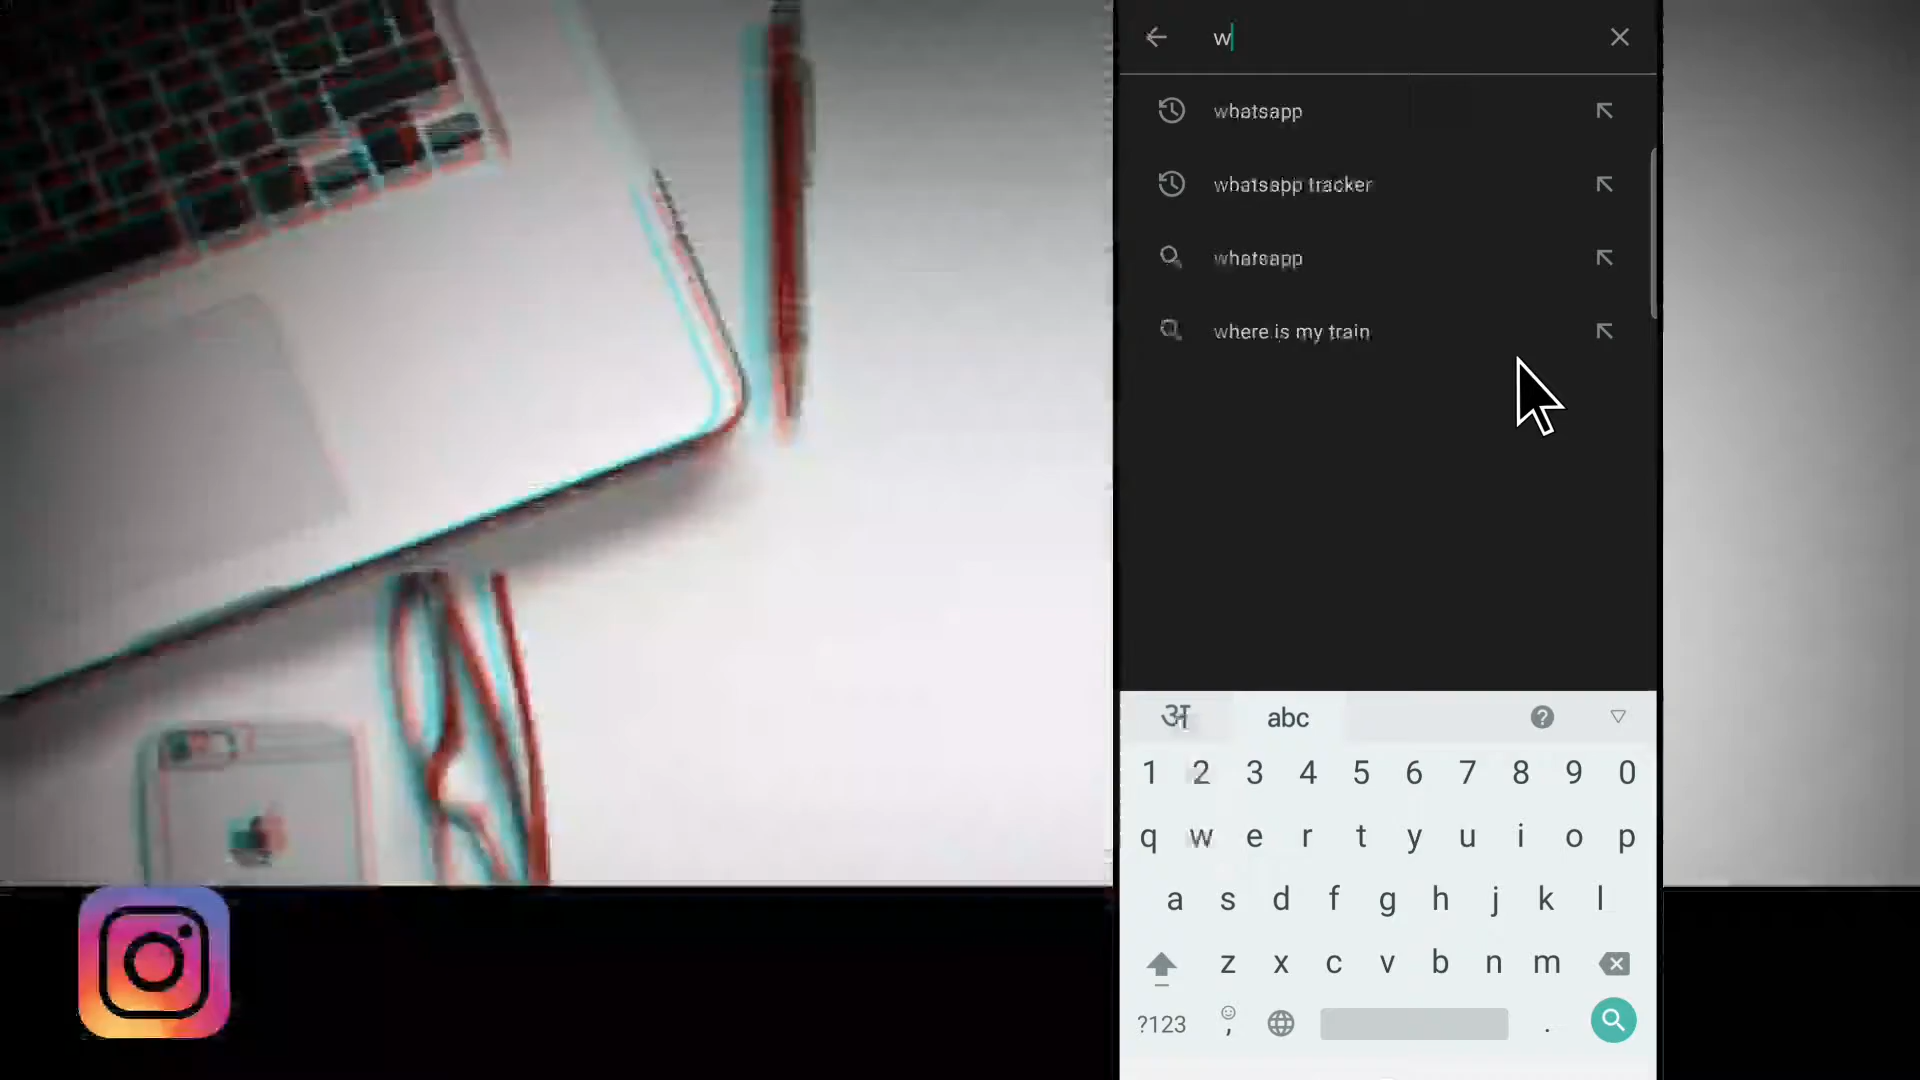 w
whatsapp
whatsapp tracker
whatsapp
where is my train
अ abc
1 2 3 4 5 6 7 8 9 0
q w e r t y u i o p
a s d f g h j k l
z x c v b n m
?123 , .